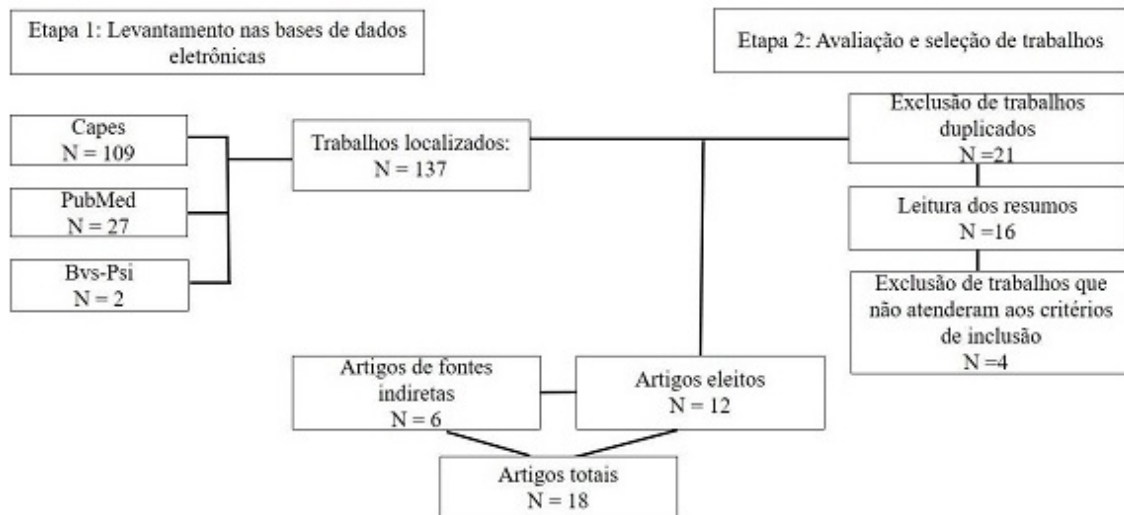 Etapa 1: Levantamento nas bases de dados
eletrônicas
Etapa 2: Avaliação e seleção de trabalhos
Capes
N = 109
PubMed
N = 27
Bvs-Psi
N = 2
Trabalhos localizados:
N = 137
Exclusão de trabalhos
duplicados
N =21
Leitura dos resumos
N =16
Exclusão de trabalhos que
não atenderam aos critérios
de inclusão
N =4
Artigos de fontes
indiretas
N = 6
Artigos eleitos
N = 12
Artigos totais
N = 18